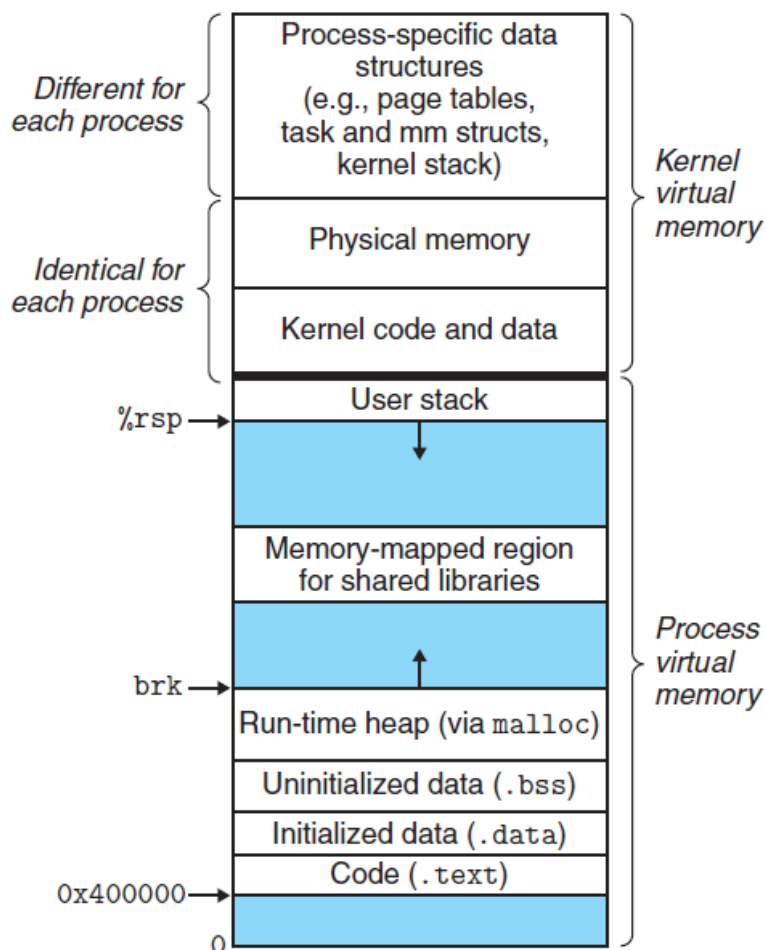 Process-specific data
structures
(e.g., page tables,
task and mm structs,
kernel stack)
Different for
each process
Kernel
virtual
memory
Physical memory
Identical for
each process
Kernel code and data
User stack
%rsp
Memory-mapped region
for shared libraries
Process
virtual
memory
brk
Run-time heap (via malloc)
Uninitialized data (.bss)
Initialized data (.data)
Code (.text)
0x400000
0